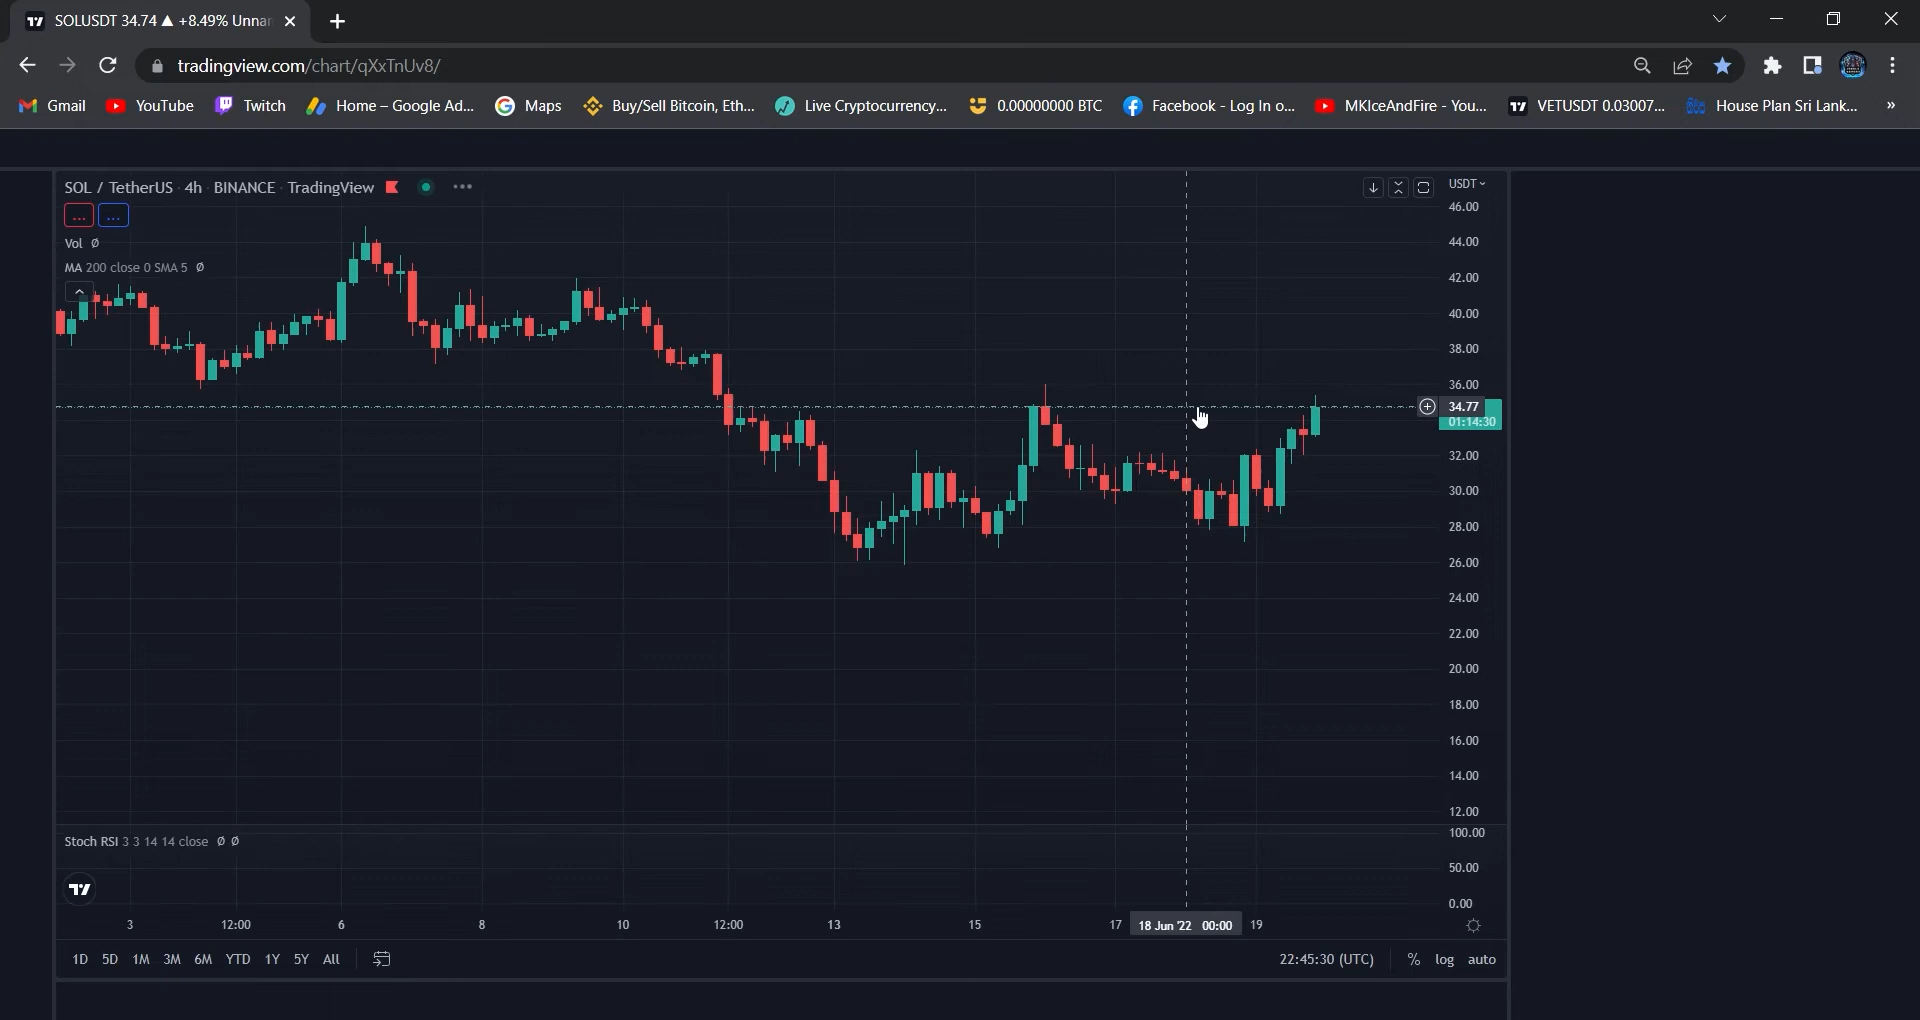 SOLUSDT 34.74 ▲ +8.49% Unnar
tradingview.com/chart/qXxTnUv8/
Gmail YouTube Twitch Home – Google Ad... Maps Buy/Sell Bitcoin, Eth... Live Cryptocurrency... 0.00000000 BTC Facebook - Log In o... MKIceAndFire - You... VETUSDT 0.03007... House Plan Sri Lank... »
SOL / TetherUS · 4h · BINANCE · TradingView
USDT
... ...
Vol Ø
MA 200 close 0 SMA 5 Ø
46.00
44.00
42.00
40.00
38.00
36.00
34.77
01:14:30
32.00
30.00
28.00
26.00
24.00
22.00
20.00
18.00
16.00
14.00
12.00
Stoch RSI 3 3 14 14 close Ø Ø
100.00
50.00
0.00
3 12:00 6 8 10 12:00 13 15 17 18 Jun '22 00:00 19
1D 5D 1M 3M 6M YTD 1Y 5Y All 22:45:30 (UTC) % log auto